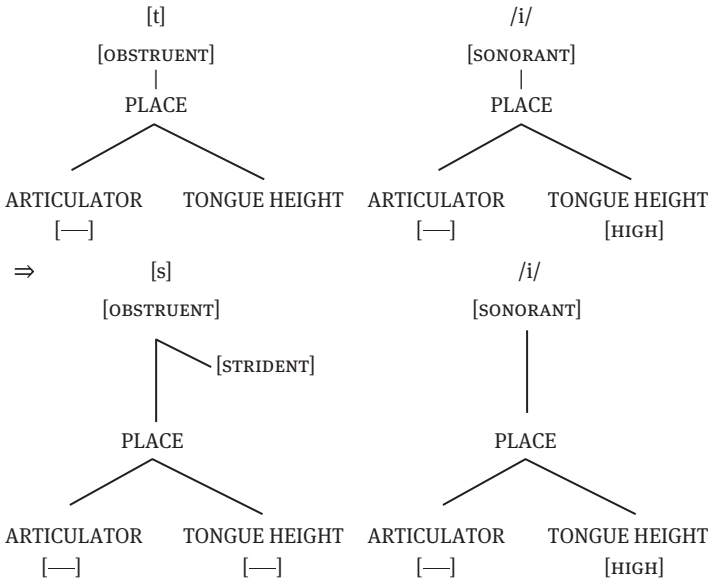 [t] /i/
[OBSTRUENT] [SONORANT]
PLACE PLACE
ARTICULATOR TONGUE HEIGHT ARTICULATOR TONGUE HEIGHT
[—] [—] [HIGH]
⇒ [s] /i/
[OBSTRUENT] [SONORANT]
[STRIDENT]
PLACE PLACE
ARTICULATOR TONGUE HEIGHT ARTICULATOR TONGUE HEIGHT
[—] [—] [—] [HIGH]